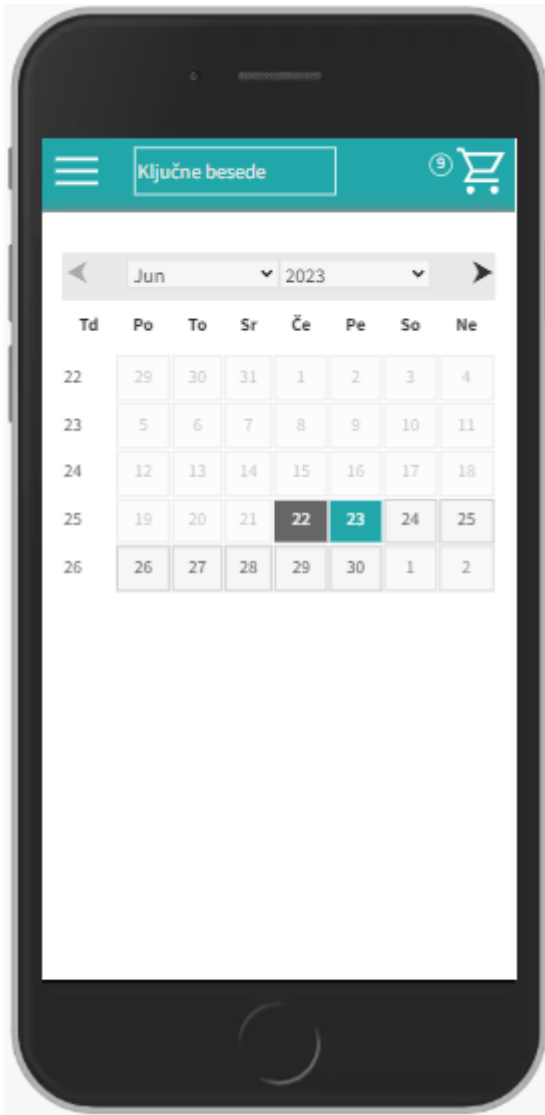 Ključne besede 9
Jun 2023
Td Po To Sr Če Pe So Ne
22 29 30 31 1 2 3 4
23 5 6 7 8 9 10 11
24 12 13 14 15 16 17 18
25 19 20 21 22 23 24 25
26 26 27 28 29 30 1 2